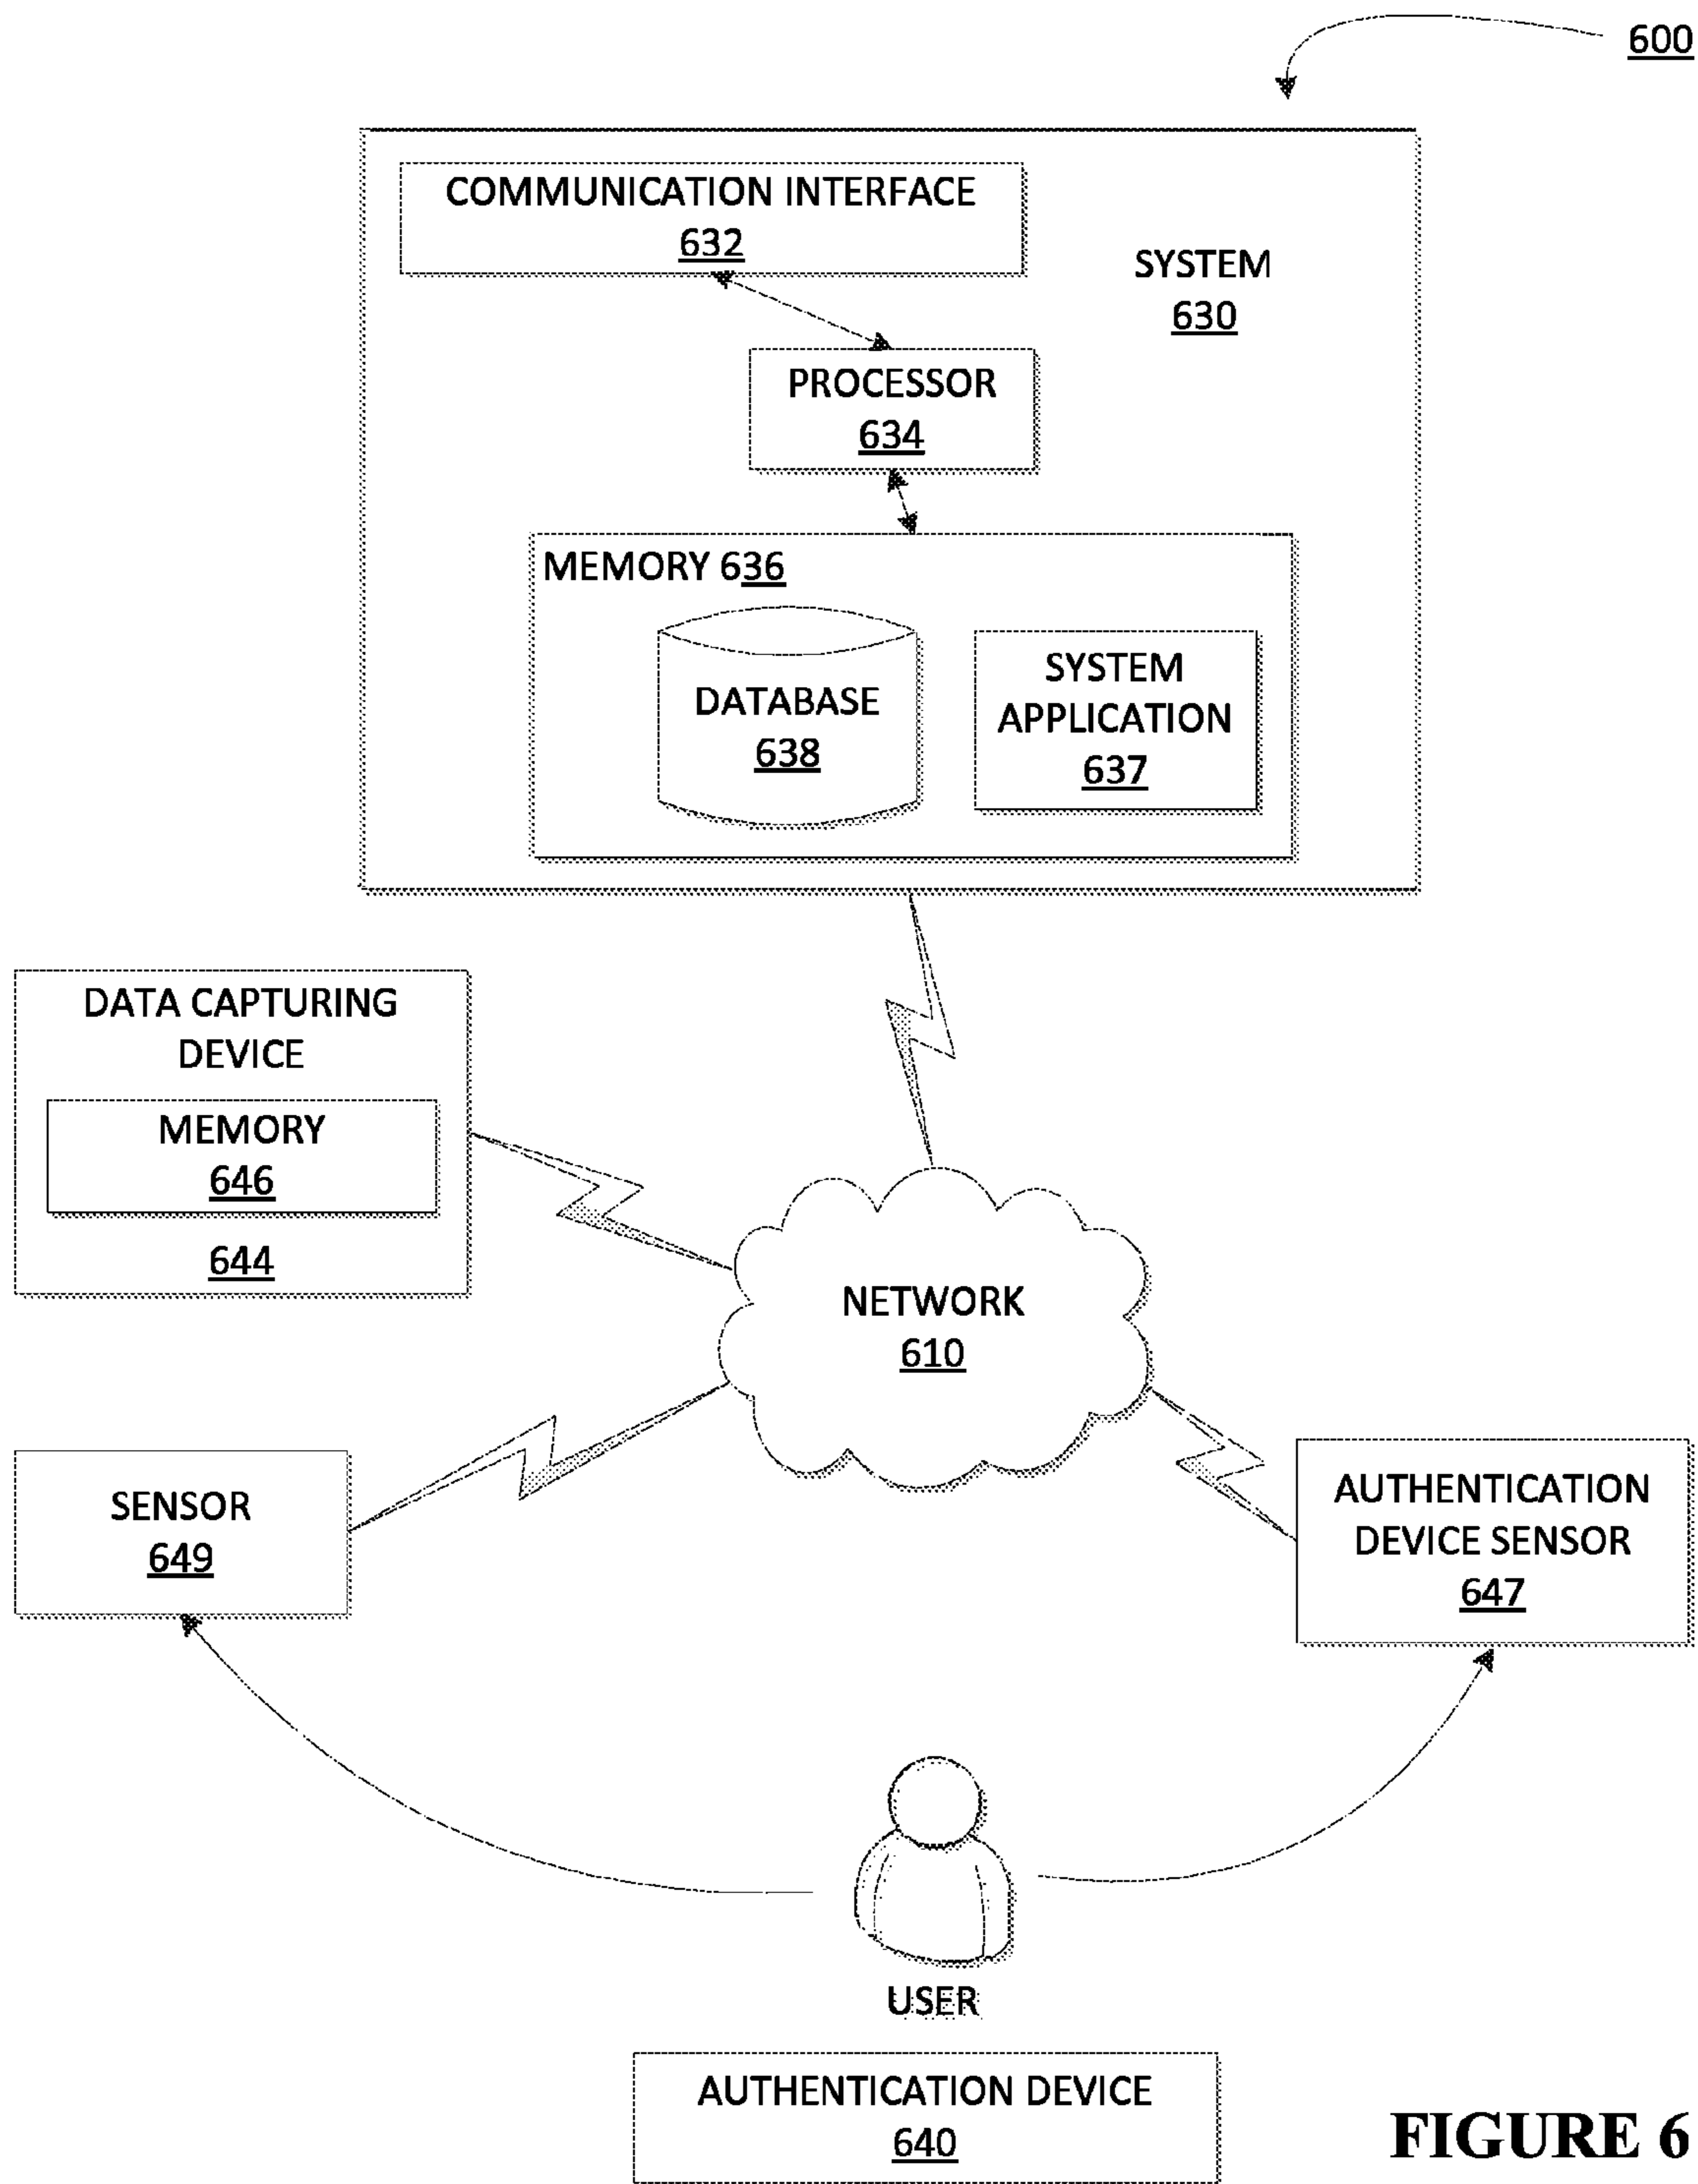 600
COMMUNICATION INTERFACE
632
SYSTEM
630
PROCESSOR
634
MEMORY 636
DATABASE
638
SYSTEM
APPLICATION
637
DATA CAPTURING
DEVICE
MEMORY
646
644
NETWORK
610
SENSOR
649
AUTHENTICATION
DEVICE SENSOR
647
USER
AUTHENTICATION DEVICE
640
FIGURE 6